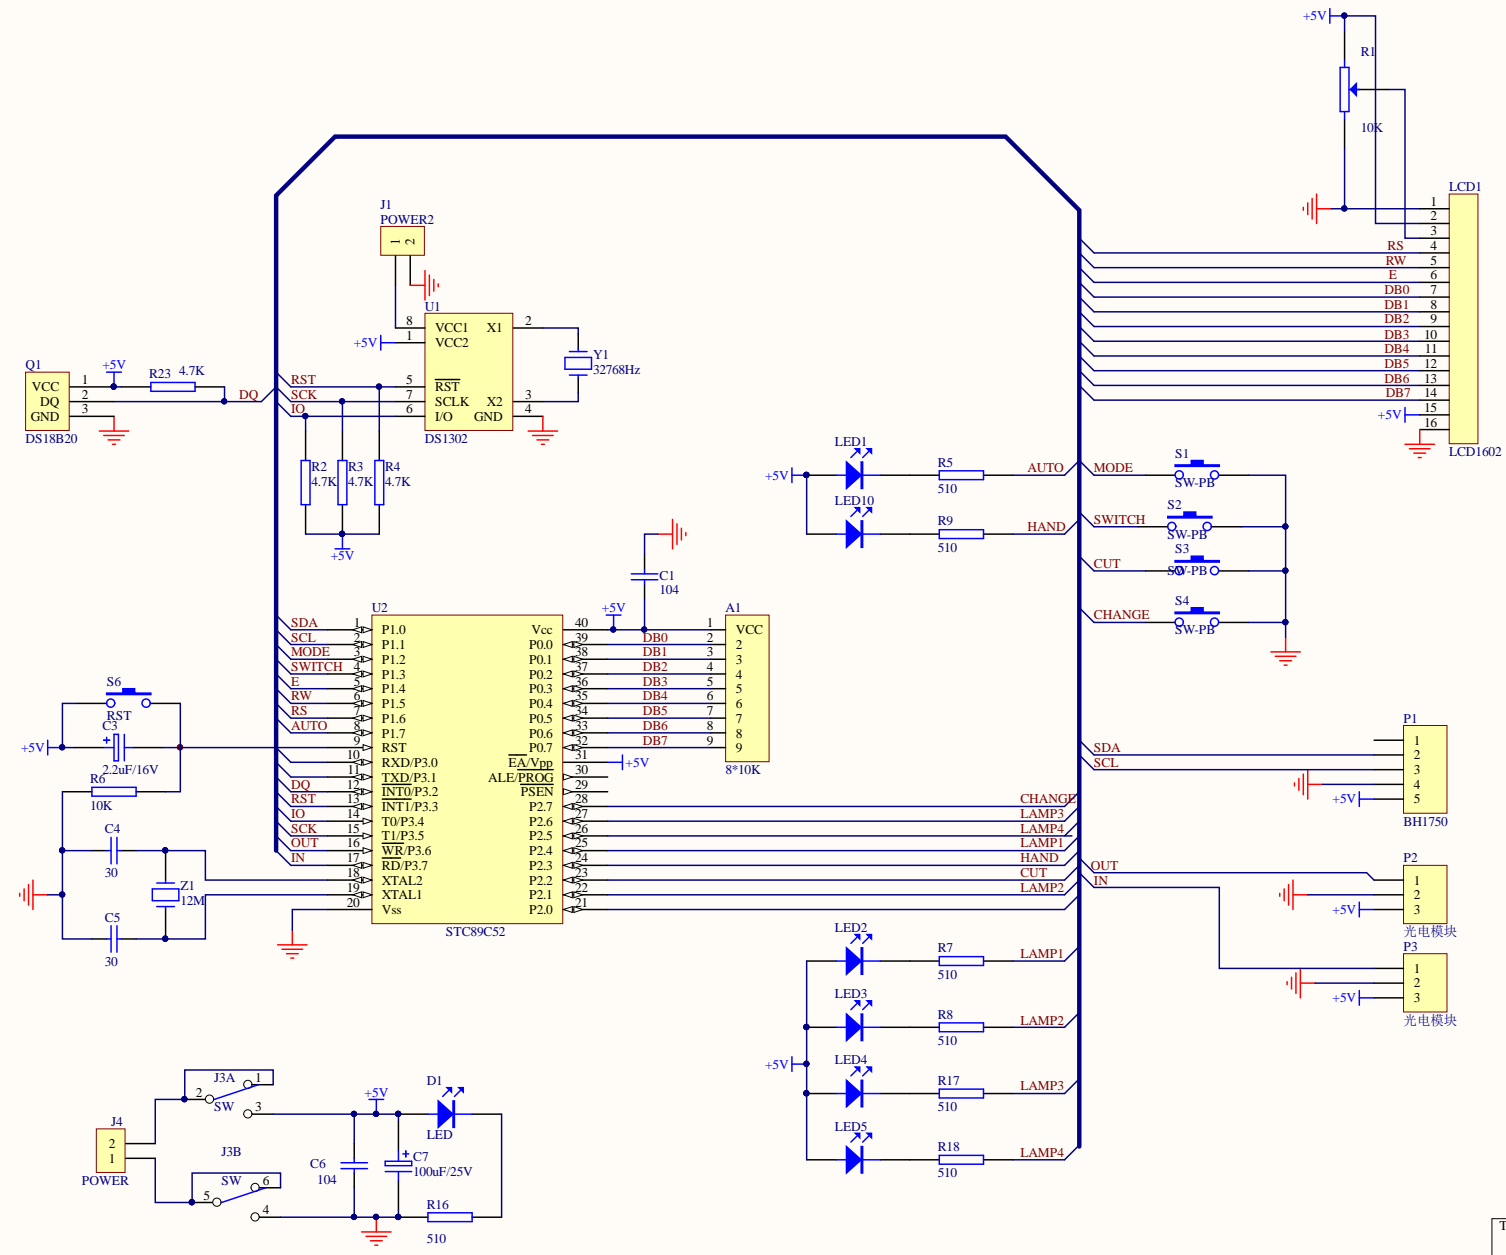 +5V
R1
10K
LCD1
1
2
3
RS 4
RW 5
E 6
DB0 7
DB1 8
DB2 9
DB3 10
DB4 11
DB5 12
DB6 13
DB7 14
+5V 15
16
LCD1602
J1
POWER2
1 2
U1
8 VCC1 X1 2
+5V 1 VCC2
RST 5 RST
SCK 7 SCLK X2 3
IO 6 I/O GND 4
DS1302
Y1
32768Hz
Q1
+5V
R23 4.7K
VCC 1
DQ 2 DQ
GND 3
DS18B20
R2 R3 R4
4.7K 4.7K 4.7K
+5V
LED1
+5V
R5
510
AUTO
LED10
R9
510
HAND
MODE
S1
SW-PB
SWITCH
S2
SW-PB
CUT
S3
SW-PB
CHANGE
S4
SW-PB
C1
104
+5V
U2
A1
SDA 1 P1.0 Vcc 40 1 VCC
SCL 2 P1.1 P0.0 39 DB0 2 2
MODE 3 P1.2 P0.1 38 DB1 3 3
SWITCH 4 P1.3 P0.2 37 DB2 4 4
E 5 P1.4 P0.3 36 DB3 5 5
RW 6 P1.5 P0.4 35 DB4 6 6
RS 7 P1.6 P0.5 34 DB5 7 7
AUTO 8 P1.7 P0.6 33 DB6 8 8
9 RST P0.7 32 DB7 9 9
10 RXD/P3.0 EA/Vpp 31 +5V
8*10K
11 TXD/P3.1 ALE/PROG 30
DQ 12 INT0/P3.2 PSEN 29
RST 13 INT1/P3.3 P2.7 28 CHANGE
IO 14 T0/P3.4 P2.6 27 LAMP3
SCK 15 T1/P3.5 P2.5 26 LAMP4
OUT 16 WR/P3.6 P2.4 25 LAMP1
IN 17 RD/P3.7 P2.3 24 HAND
18 XTAL2 P2.2 23 CUT
19 XTAL1 P2.1 22 LAMP2
20 Vss P2.0 21
STC89C52
S6
RST
+5V
C3
+
2.2uF/16V
R6
10K
C4
30
Z1
12M
C5
30
P1
1
SDA 2
SCL 3
4
+5V 5
BH1750
P2
OUT 1
IN 2
+5V 3
光电模块
P3
1
2
+5V 3
光电模块
LED2
R7
510
LAMP1
LED3
R8
510
LAMP2
+5V
LED4
R17
510
LAMP3
LED5
R18
510
LAMP4
J3A
1
2
SW
3
J4
2
1
POWER
J3B
SW
6
5
4
+5V
D1
LED
C6
104
+
C7
100uF/25V
R16
510
T